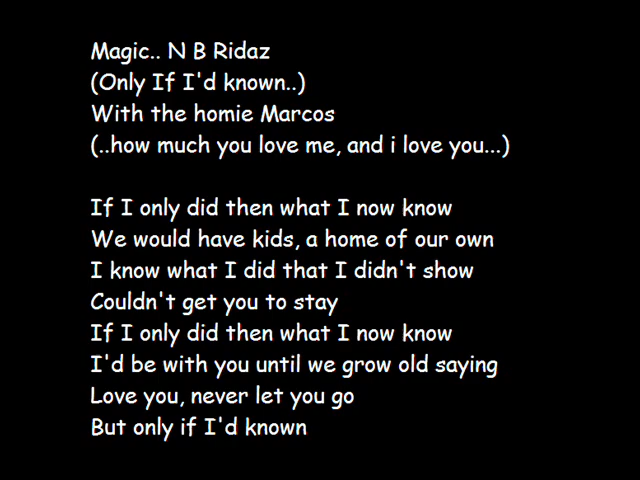 Magic.. N B Ridaz
(Only If I'd known..)
With the homie Marcos
(..how much you love me, and i love you...)
If I only did then what I now know
We would have kids, a home of our own
I know what I did that I didn't show
Couldn't get you to stay
If I only did then what I now know
I'd be with you until we grow old saying
Love you, never let you go
But only if I'd known